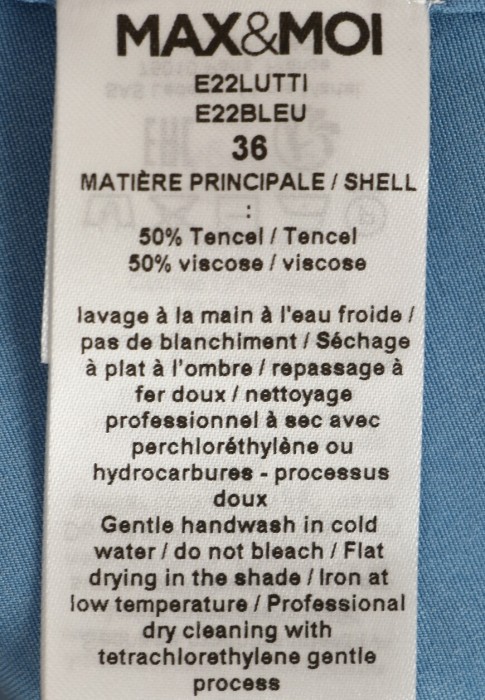 MAX&MOI
E22LUTTI
E22BLEU
36
MATIÈRE PRINCIPALE / SHELL
:
50% Tencel / Tencel
50% viscose / viscose
lavage à la main à l'eau froide /
pas de blanchiment / Séchage
à plat à l'ombre / repassage à
fer doux / nettoyage
professionnel à sec avec
perchloréthylène ou
hydrocarbures - processus
doux
Gentle handwash in cold
water / do not bleach / Flat
drying in the shade / Iron at
low temperature / Professional
dry cleaning with
tetrachlorethylene gentle
process